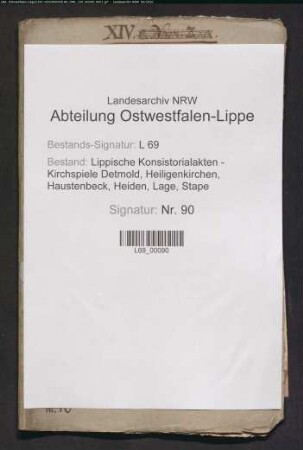 XIV.
Landesarchiv NRW
Abteilung Ostwestfalen-Lippe
Bestands-Signatur: L 69
Bestand: Lippische Konsistorialakten -
Kirchspiele Detmold, Heiligenkirchen,
Haustenbeck, Heiden, Lage, Stape
Signatur: Nr. 90
L69_00090